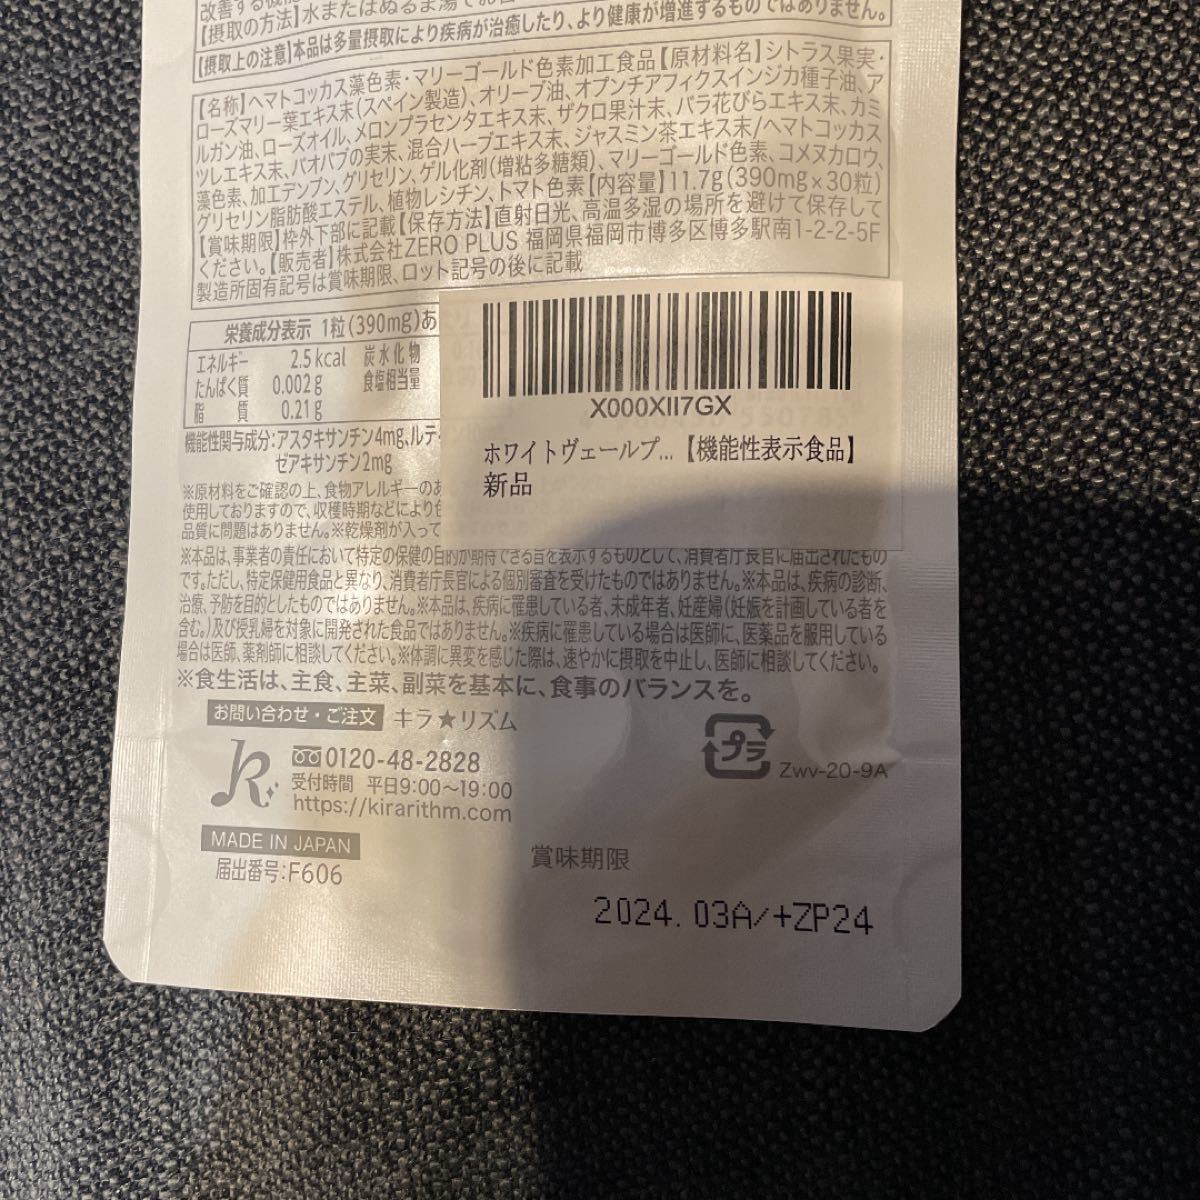 改善する機能
【摂取の方法】水またはぬるま湯でお
【摂取上の注意】本品は多量摂取により疾病が治癒したり、より健康が増進するものではありません。
【名称】ヘマトコッカス藻色素・マリーゴールド色素加工食品【原材料名】シトラス果実・
ローズマリー葉エキス末(スペイン製造)、オリーブ油、オプンチアフィクスインジカ種子油、ア
ルガン油、ローズオイル、メロンプラセンタエキス末、ザクロ果汁末、バラ花びらエキス末、カミ
ツレエキス末、バオバブの実末、混合ハーブエキス末、ジャスミン茶エキス末/ヘマトコッカス
藻色素、加工デンプン、グリセリン、ゲル化剤(増粘多糖類)、マリーゴールド色素、コメヌカロウ、
グリセリン脂肪酸エステル、植物レシチン、トマト色素【内容量】11.7g(390mg×30粒)
【賞味期限】枠外下部に記載【保存方法】直射日光、高温多湿の場所を避けて保存して
ください。【販売者】株式会社ZERO PLUS 福岡県福岡市博多区博多駅南1-2-2-5F
製造所固有記号は賞味期限、ロット記号の後に記載
栄養成分表示 1粒(390mg)あ
エネルギー 2.5kcal 炭水化物
たんぱく質 0.002g 食塩相当量
脂質 0.21g
機能性関与成分:アスタキサンチン4mg、ルテ
ゼアキサンチン2mg
X000XII7GX
ホワイトヴェールプ...【機能性表示食品】
新品
※原材料をご確認の上、食物アレルギーのあ
使用しておりますので、収穫時期などにより色
品質に問題はありません。※乾燥剤が入って
※本品は、事業者の責任において特定の保健の目的が期待できる旨を表示するものとして、消費者庁長官に届出されたもの
です。ただし、特定保健用食品と異なり、消費者庁長官による個別審査を受けたものではありません。※本品は、疾病の診断、
治療、予防を目的としたものではありません。※本品は、疾病に罹患している者、未成年者、妊産婦(妊娠を計画している者を
含む。)及び授乳婦を対象に開発された食品ではありません。※疾病に罹患している場合は医師に、医薬品を服用している
場合は医師、薬剤師に相談してください。※体調に異変を感じた際は、速やかに摂取を中止し、医師に相談してください。
※食生活は、主食、主菜、副菜を基本に、食事のバランスを。
お問い合わせ・ご注文 キラ★リズム
0120-48-2828
受付時間 平日9:00〜19:00
https://kirarithm.com
プラ
Zwv-20-9A
MADE IN JAPAN
届出番号:F606
賞味期限
2024.03A/+ZP24